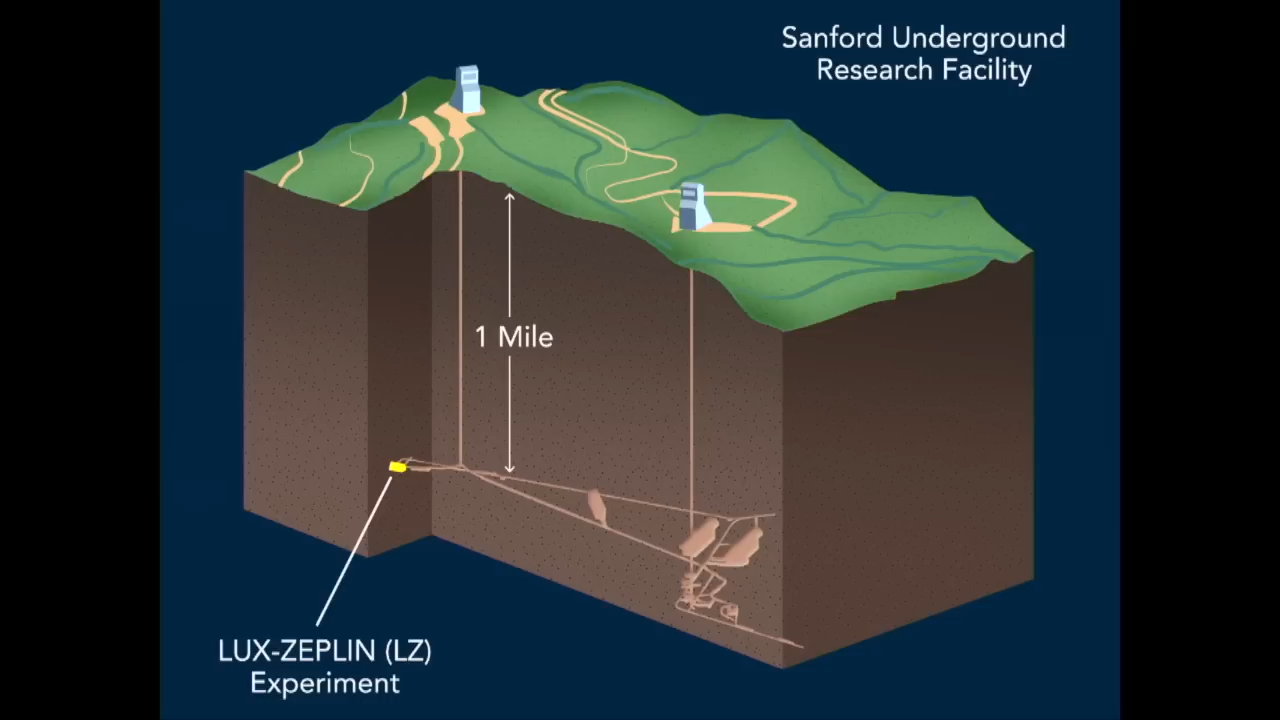 Sanford Underground
Research Facility
1 Mile
LUX-ZEPLIN (LZ)
Experiment